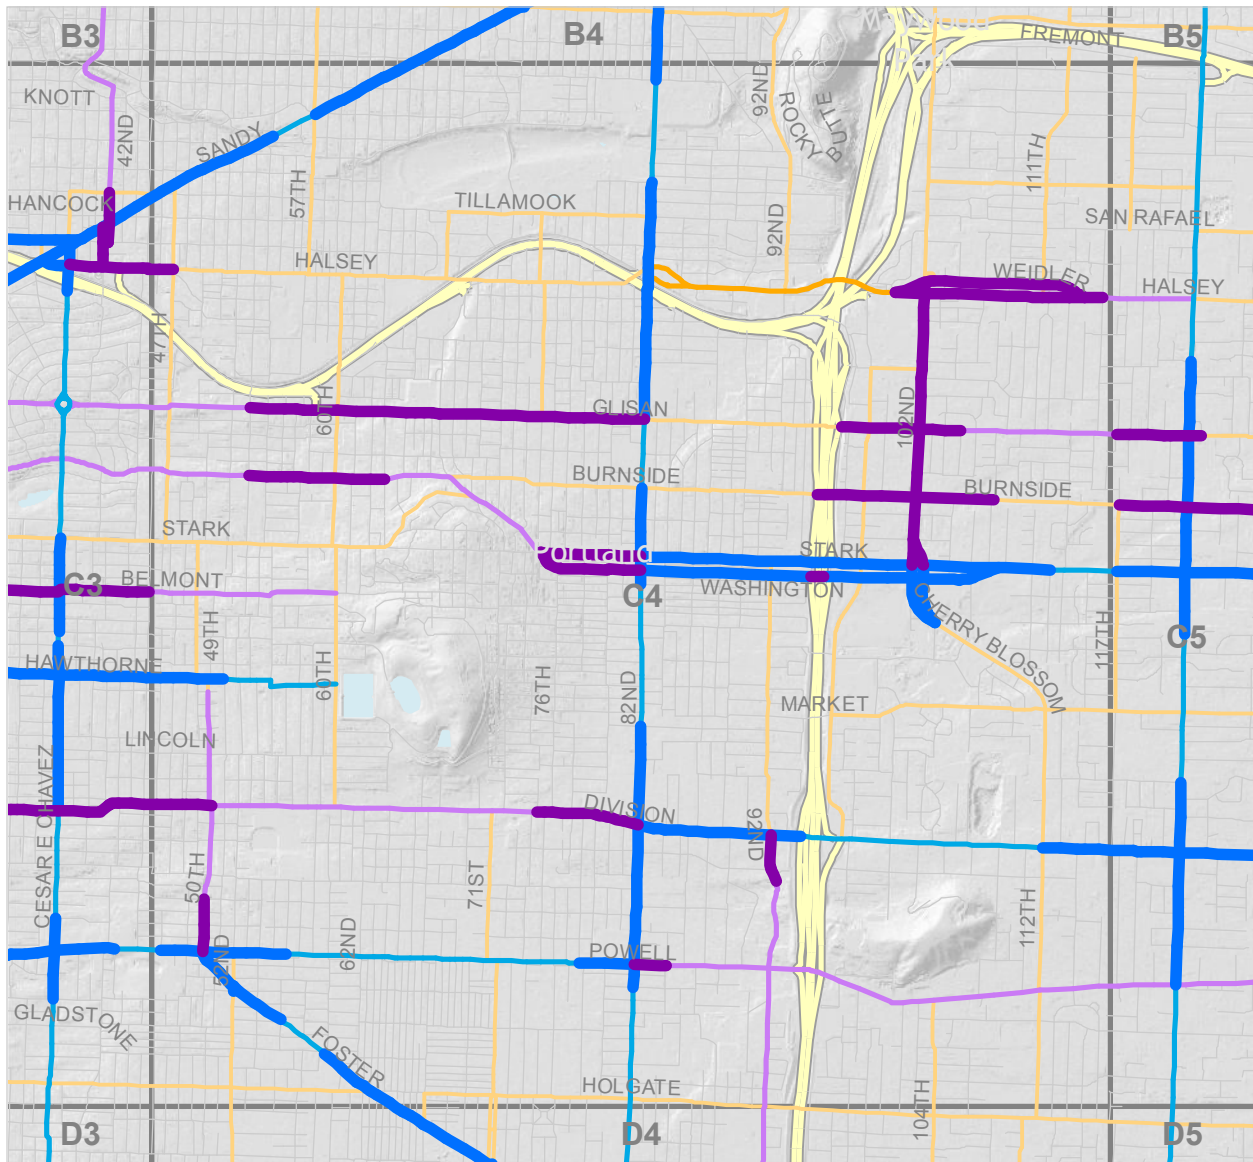 Maywood
Park
B3
B4
B5
FREMONT
KNOTT
92ND
ROCKY
BUTTE
42ND
SANDY
111TH
57TH
HANCOCK
TILLAMOOK
92ND
SAN RAFAEL
HALSEY
WEIDLER
HALSEY
47TH
60TH
GLISAN
102ND
BURNSIDE
BURNSIDE
STARK
Portland
STARK
C3
BELMONT
C4
WASHINGTON
CHERRY BLOSSOM
117TH
C5
49TH
HAWTHORNE
60TH
76TH
82ND
MARKET
LINCOLN
CESAR E CHAVEZ
DIVISION
92ND
50TH
71ST
112TH
52ND
62ND
POWELL
GLADSTONE
FOSTER
HOLGATE
104TH
D3
D4
D5